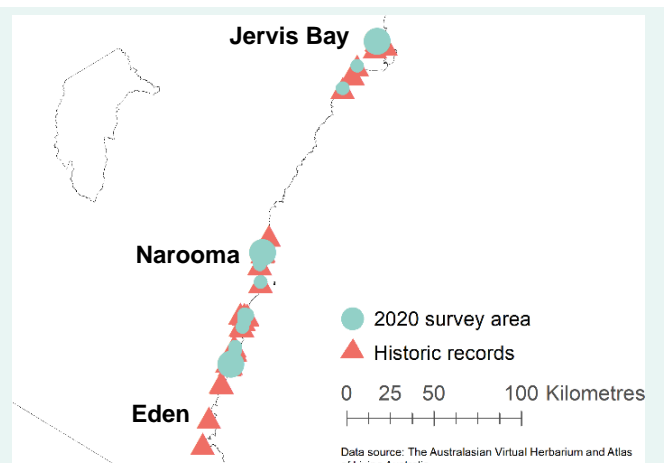 Jervis Bay
Narooma
2020 survey area
Historic records
0 25 50 100 Kilometres
Eden
Data source: The Australasian Virtual Herbarium and Atlas